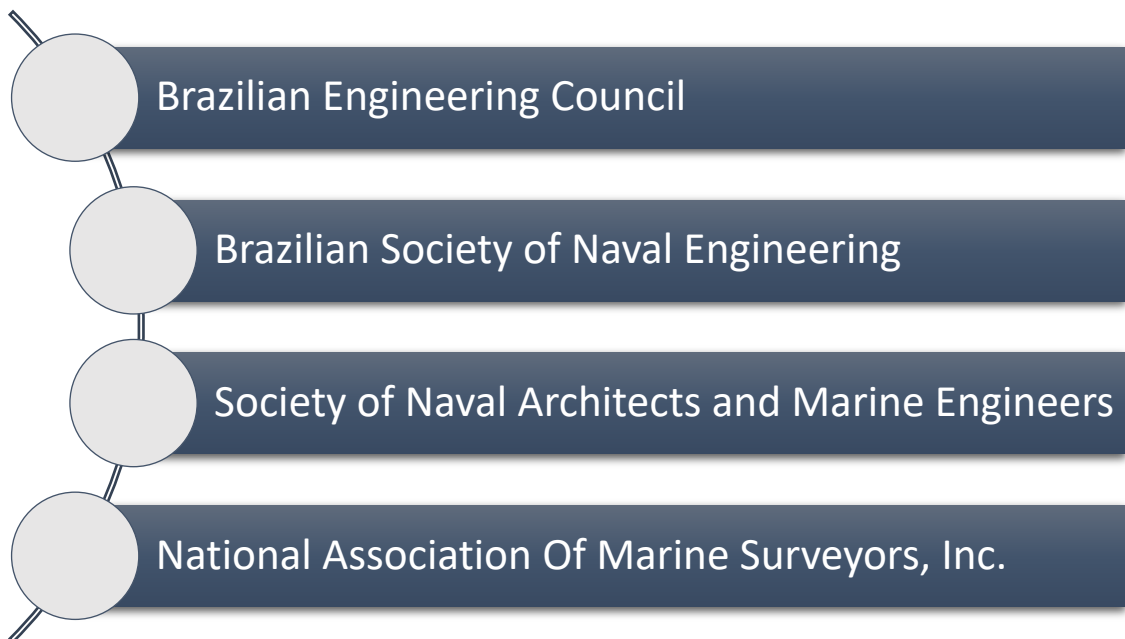 Brazilian Engineering Council
Brazilian Society of Naval Engineering
Society of Naval Architects and Marine Engineers
National Association Of Marine Surveyors, Inc.